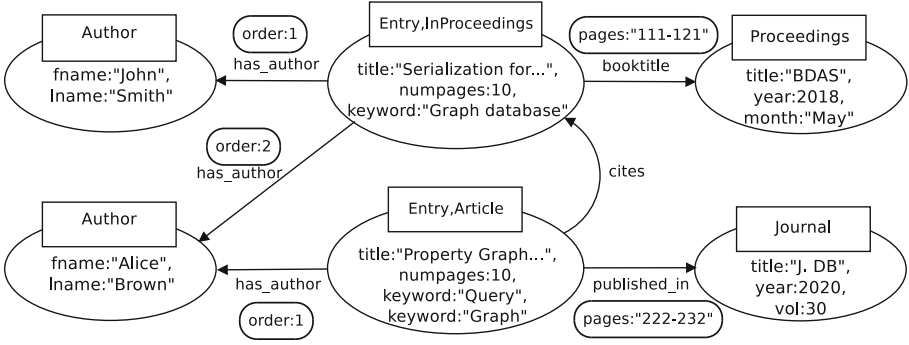 Author
fname:"John",
lname:"Smith"
order:1
has_author
Entry,InProceedings
title:"Serialization for...",
numpages:10,
keyword:"Graph database"
pages:"111-121"
booktitle
Proceedings
title:"BDAS",
year:2018,
month:"May"
order:2
has_author
cites
Author
fname:"Alice",
lname:"Brown"
has_author
order:1
Entry,Article
title:"Property Graph...",
numpages:10,
keyword:"Query",
keyword:"Graph"
published_in
pages:"222-232"
Journal
title:"J. DB",
year:2020,
vol:30